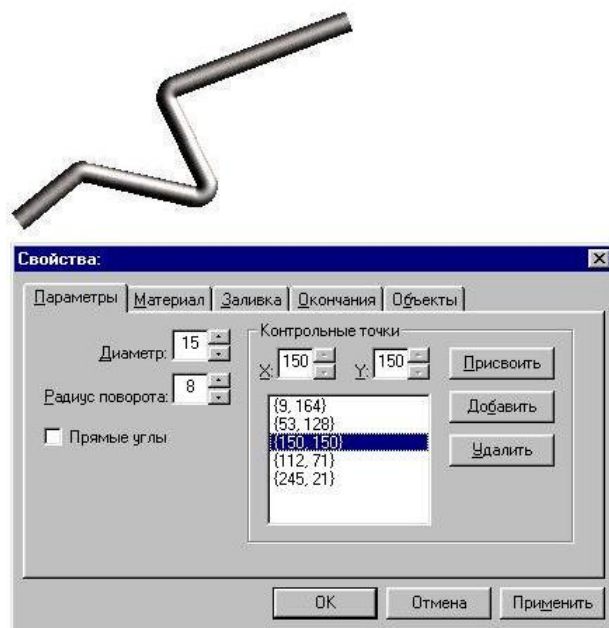 Свойства:
Параметры Материал Заливка Окончания Объекты
Диаметр: 15
Радиус поворота: 8
Прямые углы
Контрольные точки
X: 150 Y: 150
Присвоить
Добавить
Удалить
{9, 164}
{53, 128}
{150, 150}
{112, 71}
{245, 21}
OK Отмена Применить